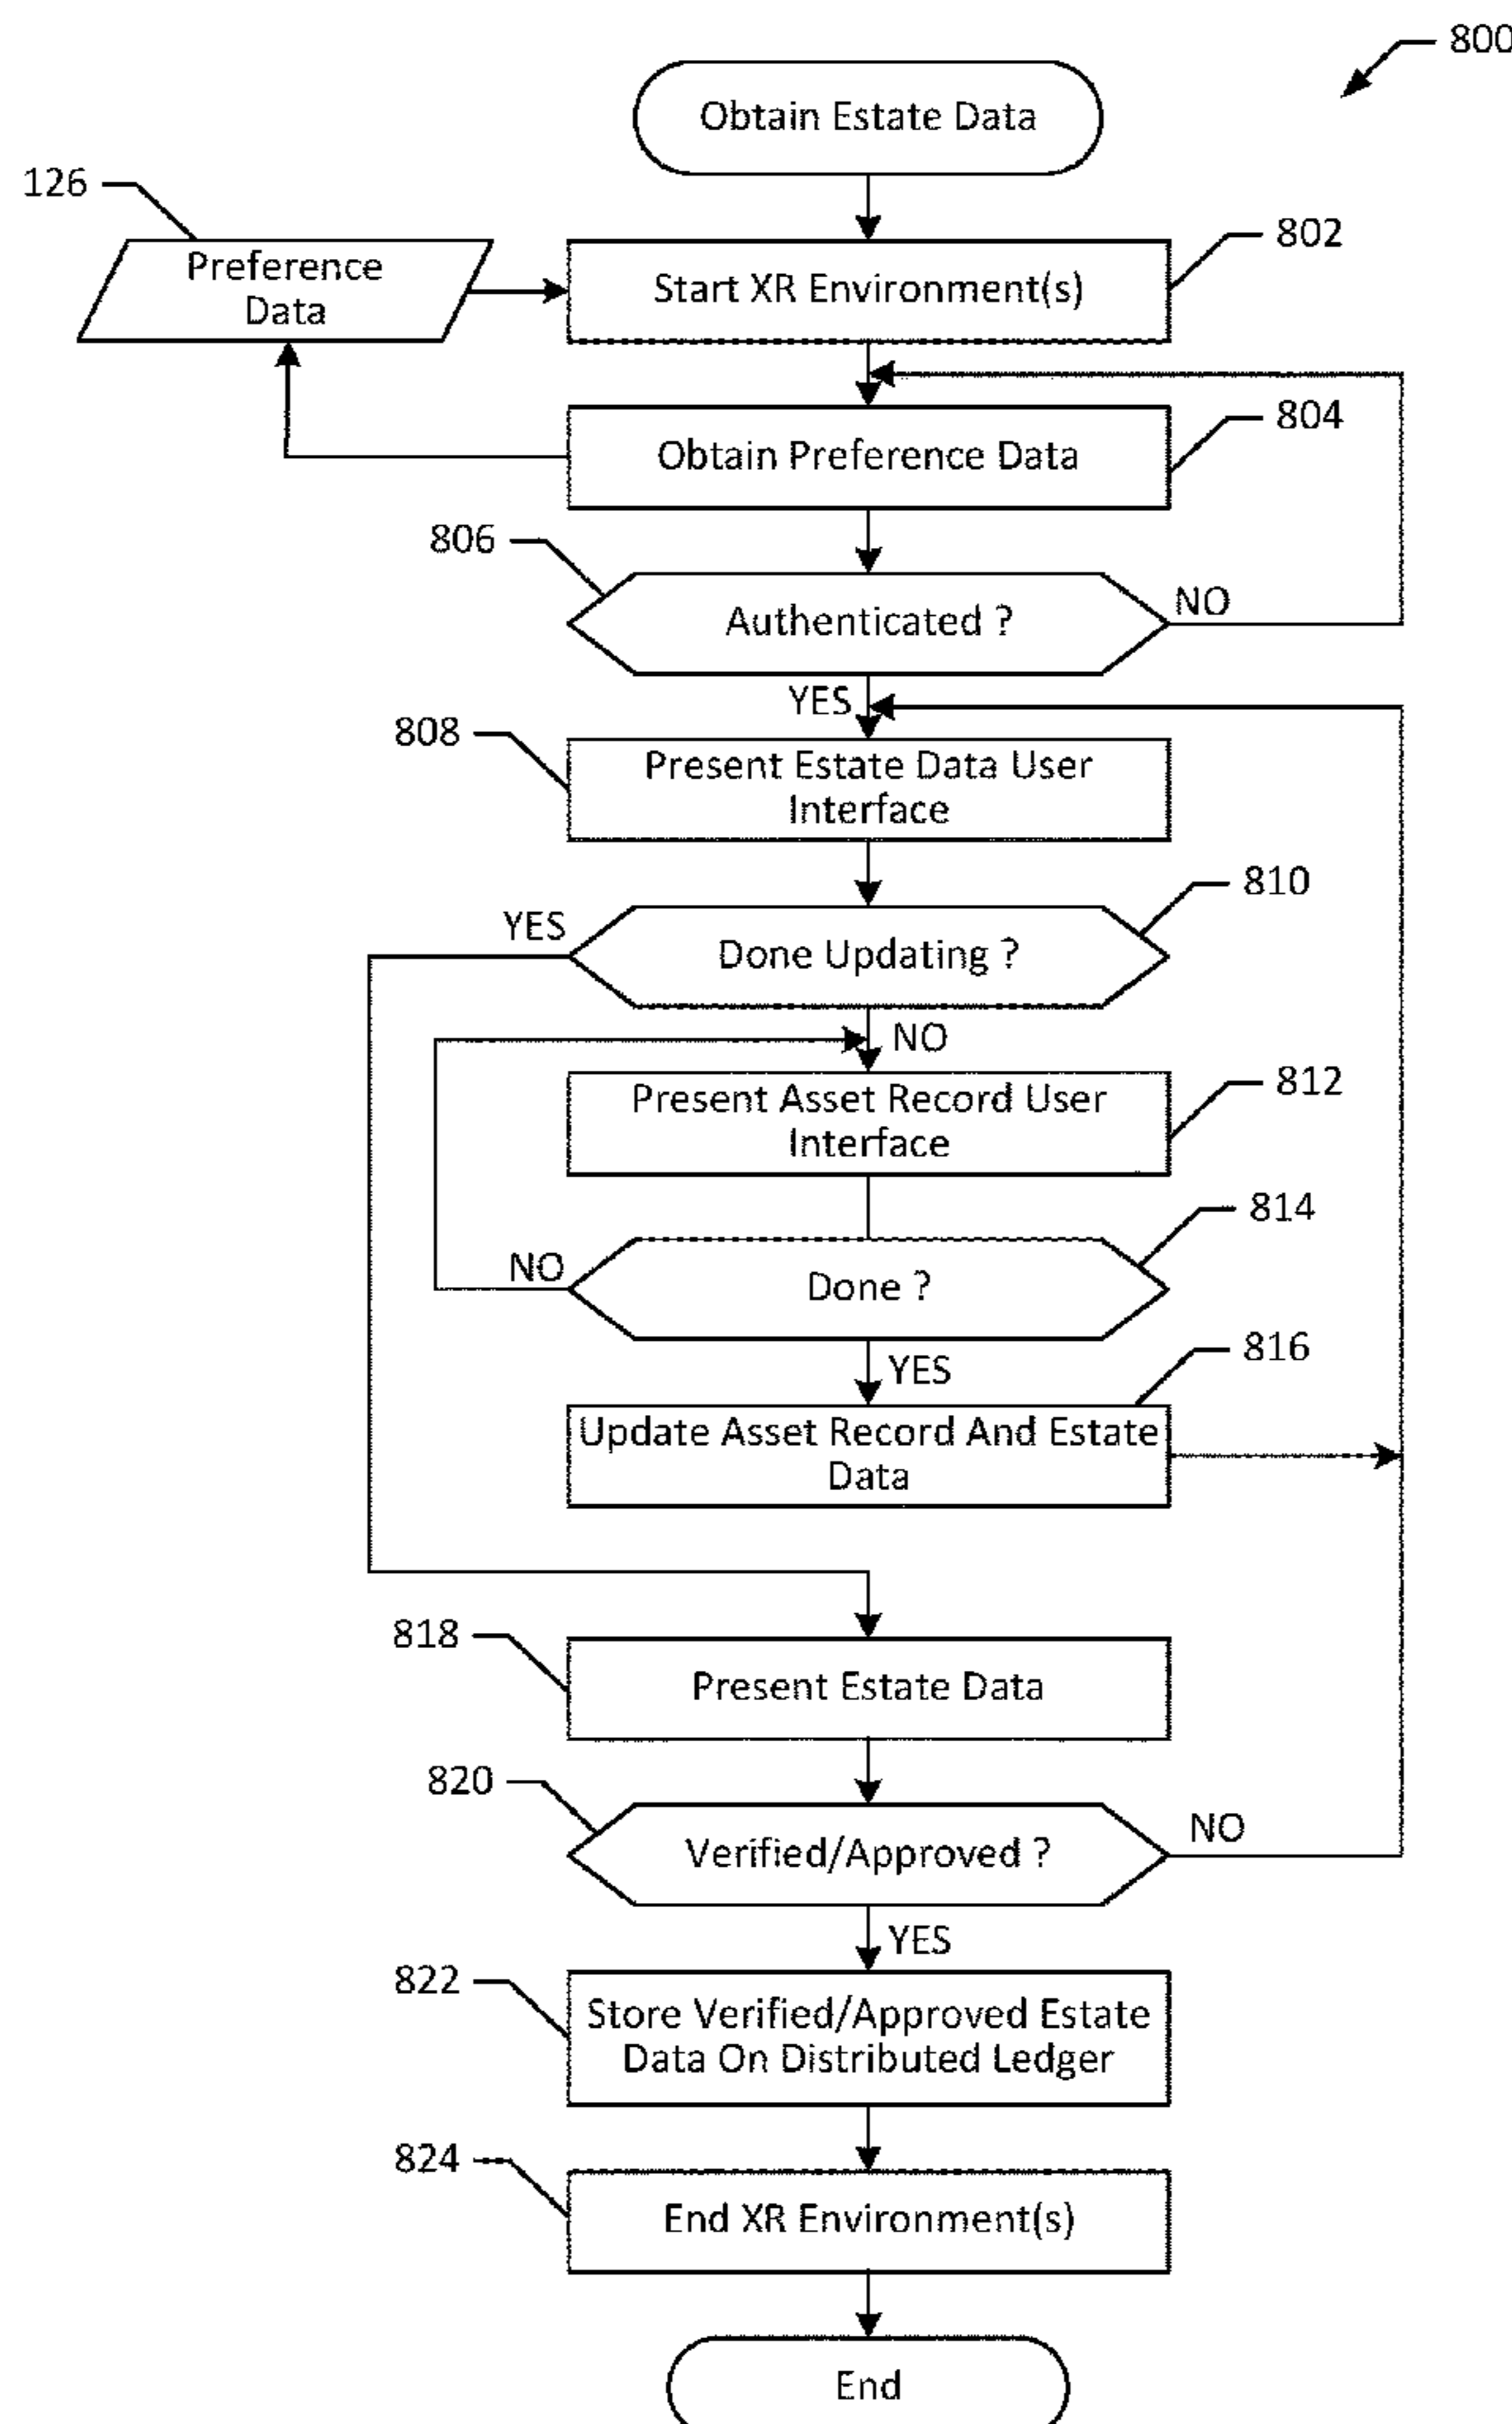 800
Obtain Estate Data
126
Preference
Data
802
Start XR Environment(s)
804
Obtain Preference Data
806
Authenticated ?
NO
YES
808
Present Estate Data User
Interface
810
YES
Done Updating ?
NO
812
Present Asset Record User
Interface
814
NO
Done ?
816
YES
Update Asset Record And Estate
Data
818
Present Estate Data
820
NO
Verified/Approved ?
YES
822
Store Verified/Approved Estate
Data On Distributed Ledger
824
End XR Environment(s)
End